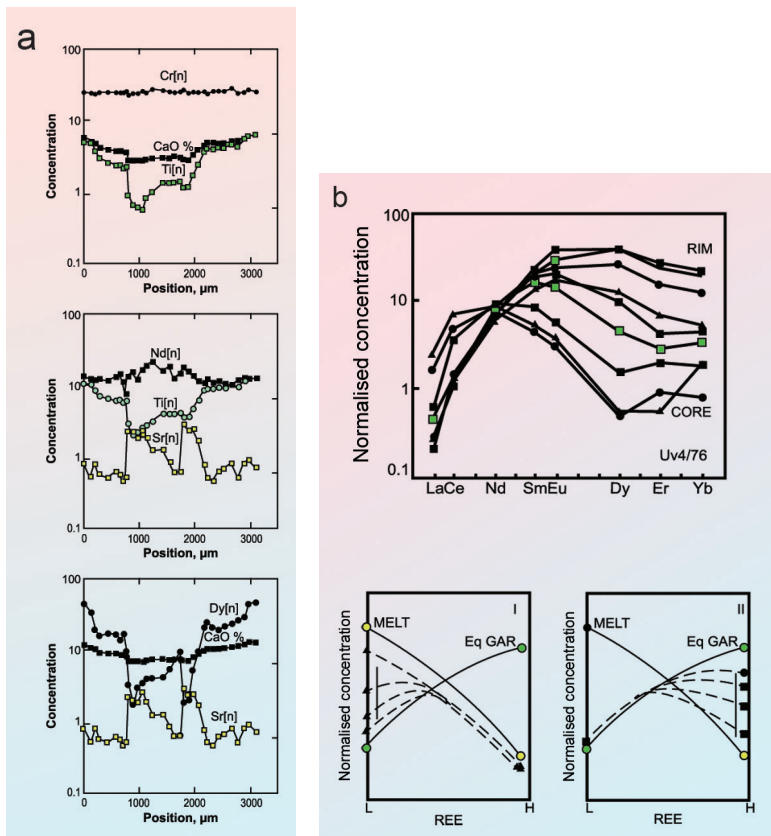 a
100
Cr[n]
10
CaO %
Ti[n]
1
0.1
Concentration
0
1000
2000
3000
Position, µm
100
Nd[n]
10
Ti[n]
Sr[n]
1
0.1
Concentration
0
1000
2000
3000
Position, µm
100
Dy[n]
10
CaO %
1
Sr[n]
0.1
Concentration
0
1000
2000
3000
Position, µm
b
100
RIM
10
1
CORE
0.1
Uv4/76
Normalised concentration
LaCe
Nd
SmEu
Dy
Er
Yb
MELT
I
Eq GAR
Normalised concentration
L
H
REE
MELT
II
Eq GAR
Normalised concentration
L
H
REE